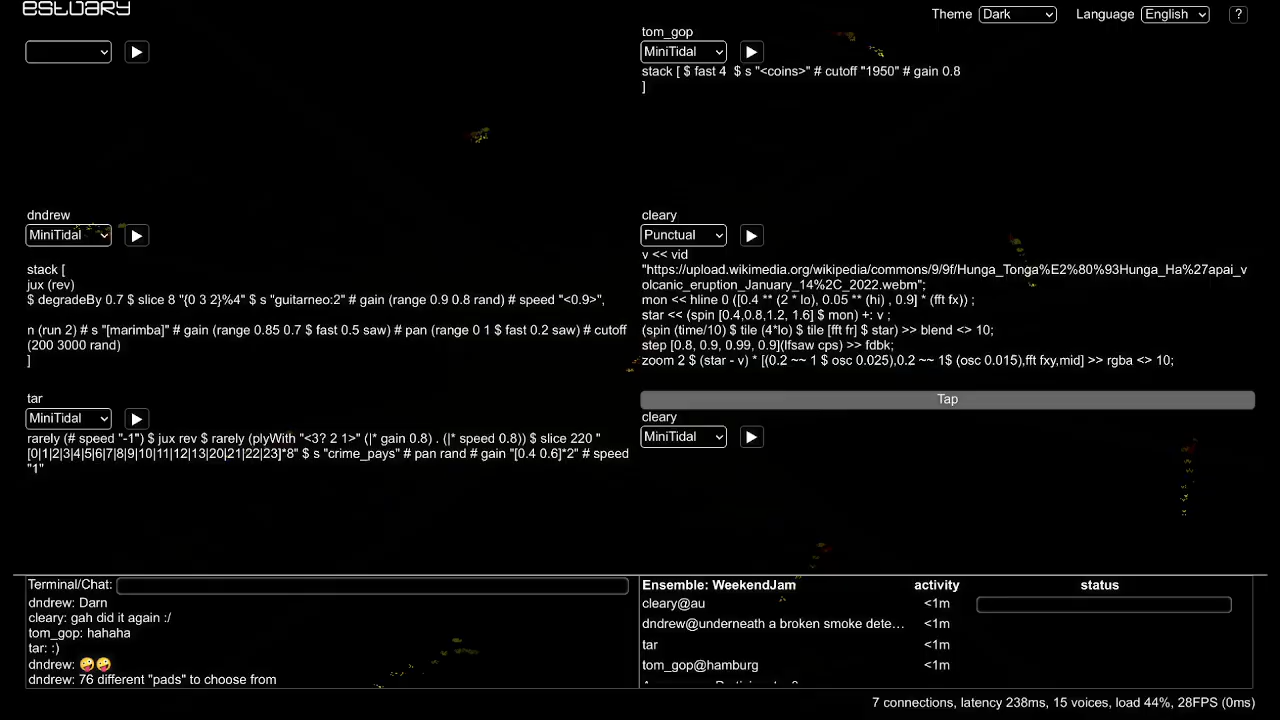 estuary
Theme Dark Language English ?
tom_gop
MiniTidal
stack [ $ fast 4  $ s "<coins>" # cutoff "1950" # gain 0.8
]
dndrew
MiniTidal
stack [
jux (rev)
$ degradeBy 0.7 $ slice 8 "{0 3 2}%4" $ s "guitarneo:2" # gain (range 0.9 0.8 rand) # speed "<0.9>",
n (run 2) # s "[marimba]" # gain (range 0.85 0.7 $ fast 0.5 saw) # pan (range 0 1 $ fast 0.2 saw) # cutoff
(200 3000 rand)
]
cleary
Punctual
v << vid
"https://upload.wikimedia.org/wikipedia/commons/9/9f/Hunga_Tonga%E2%80%93Hunga_Ha%27apai_v
olcanic_eruption_January_14%2C_2022.webm";
mon << hline 0 ([0.4 ** (2 * lo), 0.05 ** (hi) , 0.9] * (fft fx)) ;
star << (spin [0.4,0.8,1.2, 1.6] $ mon) +: v ;
(spin (time/10) $ tile (4*lo) $ tile [fft fr] $ star) >> blend <> 10;
step [0.8, 0.9, 0.99, 0.9](lfsaw cps) >> fdbk;
zoom 2 $ (star - v) * [(0.2 ~~ 1 $ osc 0.025),0.2 ~~ 1$ (osc 0.015),fft fxy,mid] >> rgba <> 10;
tar
MiniTidal
rarely (# speed "-1") $ jux rev $ rarely (plyWith "<3? 2 1>" (|* gain 0.8) . (|* speed 0.8)) $ slice 220 "
[0|1|2|3|4|5|6|7|8|9|10|11|12|13|20|21|22|23]*8" $ s "crime_pays" # pan rand # gain "[0.4 0.6]*2" # speed
"1"
Tap
cleary
MiniTidal
Terminal/Chat:
dndrew: Darn
cleary: gah did it again :/
tom_gop: hahaha
tar: :)
dndrew: 🤪🤪
dndrew: 76 different "pads" to choose from
Ensemble: WeekendJam activity status
cleary@au <1m
dndrew@underneath a broken smoke dete… <1m
tar <1m
tom_gop@hamburg <1m
7 connections, latency 238ms, 15 voices, load 44%, 28FPS (0ms)